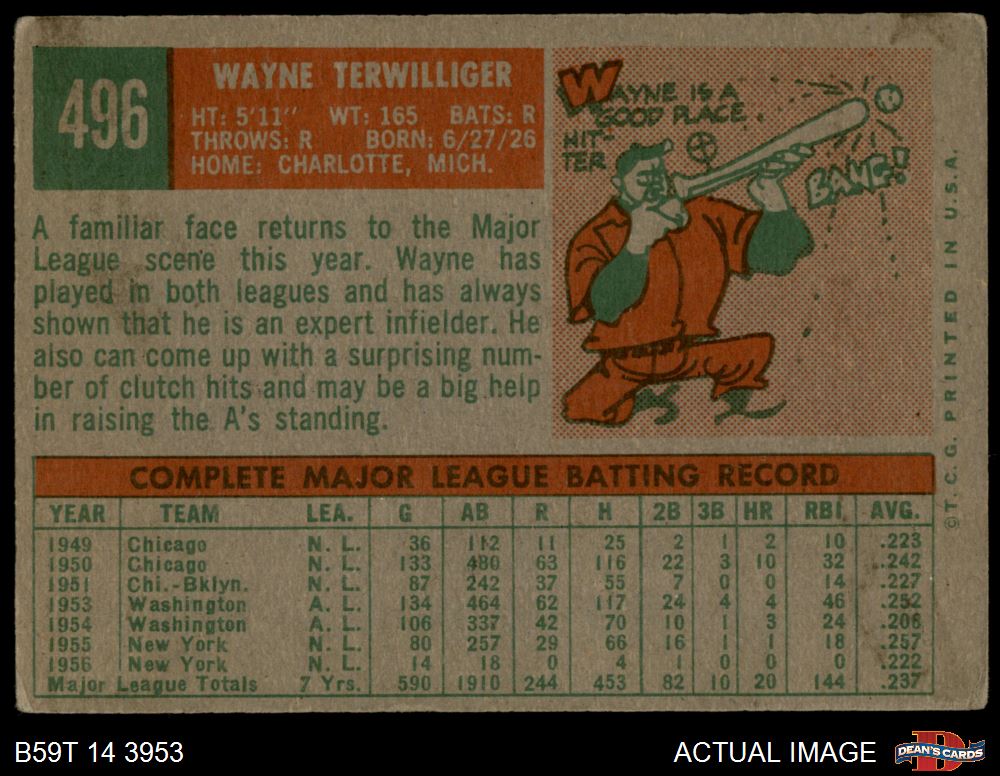 496
WAYNE TERWILLIGER
HT: 5'11" WT: 165 BATS: R
THROWS: R BORN: 6/27/26
HOME: CHARLOTTE, MICH.
WAYNE IS A
GOOD PLACE.
HIT-
TER
BANG!
A familiar face returns to the Major
League scene this year. Wayne has
played in both leagues and has always
shown that he is an expert infielder. He
also can come up with a surprising num-
ber of clutch hits and may be a big help
in raising the A's standing.
COMPLETE MAJOR LEAGUE BATTING RECORD
YEAR TEAM LEA. G AB R H 2B 3B HR RBI. AVG.
1949 Chicago N. L. 36 112 11 25 2 1 2 10 .223
1950 Chicago N. L. 133 480 63 116 22 3 10 32 .242
1951 Chi.-Bklyn. N. L. 87 242 37 55 7 0 0 14 .227
1953 Washington A. L. 134 464 62 117 24 4 4 46 .252
1954 Washington A. L. 106 337 42 70 10 1 3 24 .208
1955 New York N. L. 80 257 29 66 16 1 1 18 .257
1956 New York N. L. 14 18 0 4 1 0 0 0 .222
Major League Totals 7 Yrs. 590 1910 244 453 82 10 20 144 .237
©T. C. G. PRINTED IN U.S.A.
B59T 14 3953
ACTUAL IMAGE
D
DEAN'S CARDS